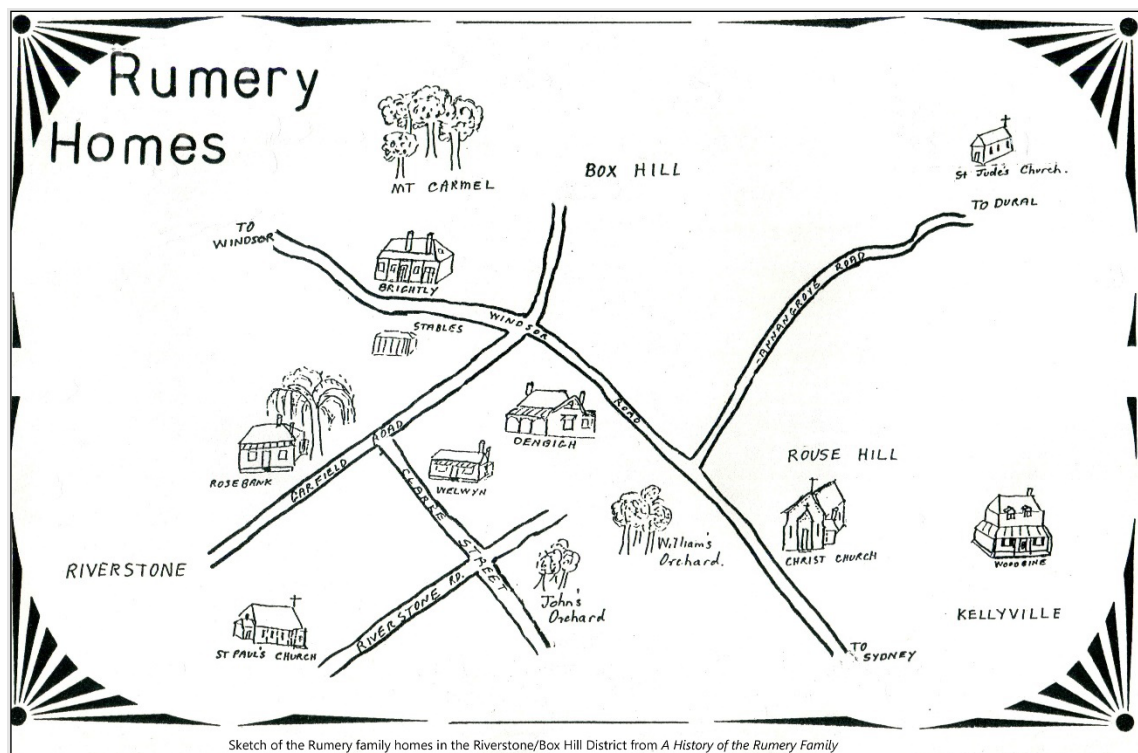 Rumery
Homes
MT CARMEL
BOX HILL
St Jude's Church.
TO DURAL
TO
WINDSOR
BRIGHTLY
ANNANGROVE ROAD
STABLES
WINDSOR
ROAD
DENBIGH
ROSEBANK
GARFIELD
ROAD
WELWYN
CLARKE
STREET
ROUSE HILL
William's
Orchard.
CHRIST CHURCH
WOODBINE
RIVERSTONE
RIVERSTONE RD.
John's
Orchard
KELLYVILLE
ST PAUL'S CHURCH
TO
SYDNEY
Sketch of the Rumery family homes in the Riverstone/Box Hill District from A History of the Rumery Family